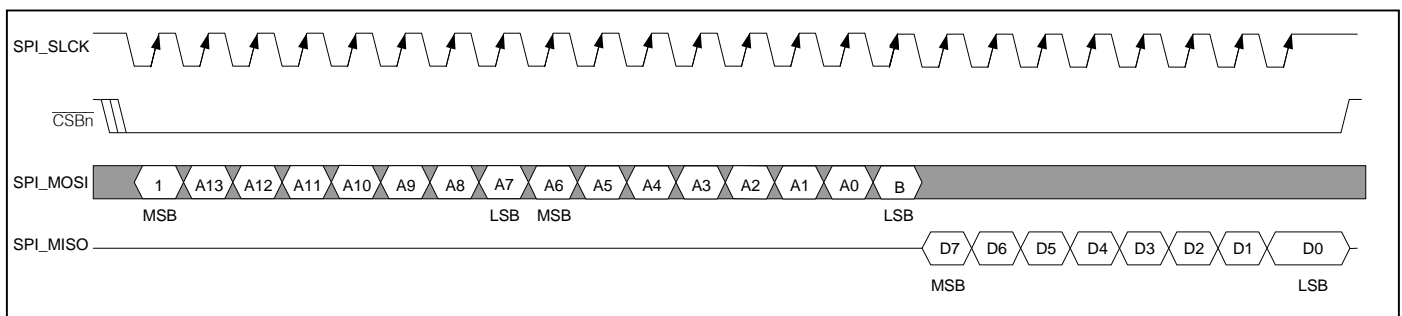 SPI_SLCK
CSBn
SPI_MOSI 1 A13 A12 A11 A10 A9 A8 A7 A6 A5 A4 A3 A2 A1 A0 B
MSB LSB MSB LSB
SPI_MISO D7 D6 D5 D4 D3 D2 D1 D0
MSB LSB